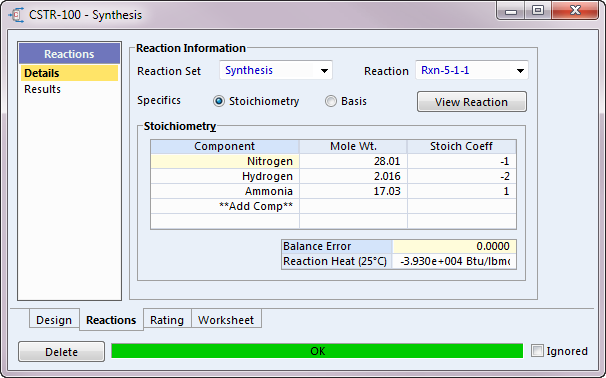 CSTR-100 - Synthesis
Reactions
Details
Results
Reaction Information
Reaction Set Synthesis Reaction Rxn-5-1-1
Specifics Stoichiometry Basis View Reaction
Stoichiometry
Component Mole Wt. Stoich Coeff
Nitrogen 28.01 -1
Hydrogen 2.016 -2
Ammonia 17.03 1
**Add Comp**
Balance Error 0.0000
Reaction Heat (25°C) -3.930e+004 Btu/lbmc
Design Reactions Rating Worksheet
Delete OK Ignored